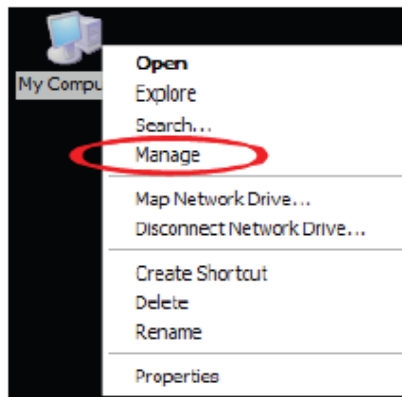 My Compu
Open
Explore
Search...
Manage
Map Network Drive...
Disconnect Network Drive...
Create Shortcut
Delete
Rename
Properties